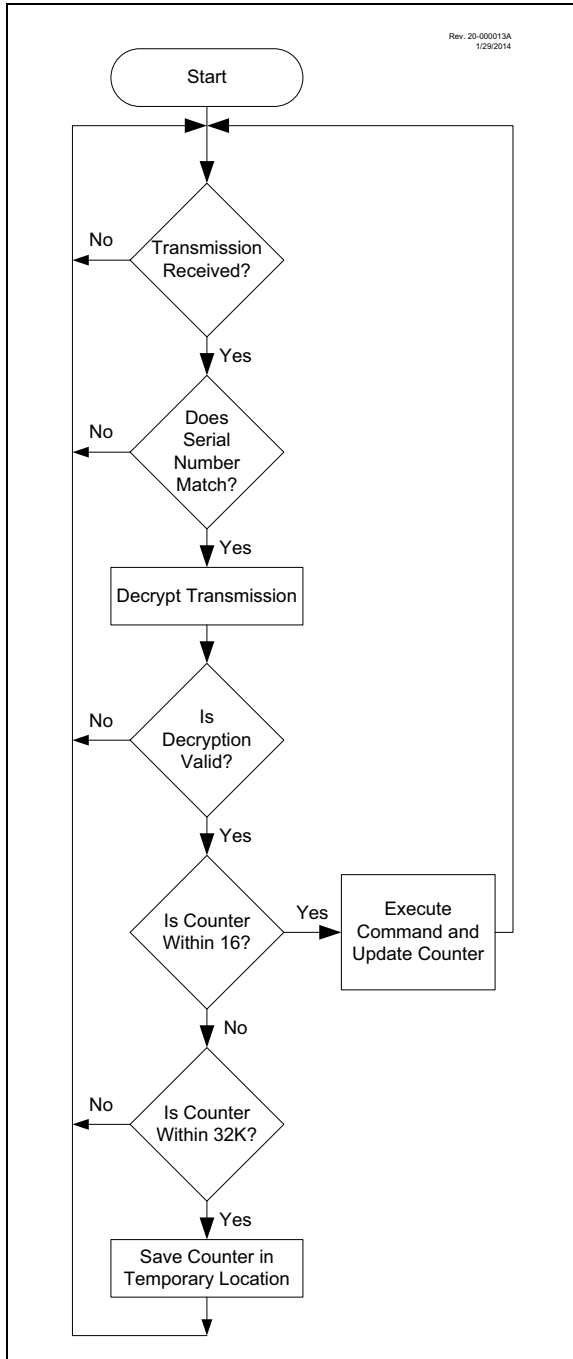 Rev. 20-000013A
1/29/2014
Start
No
Transmission
Received?
Yes
No
Does
Serial
Number
Match?
Yes
Decrypt Transmission
No
Is
Decryption
Valid?
Yes
Is Counter
Within 16?
Yes
Execute
Command and
Update Counter
No
No
Is Counter
Within 32K?
Yes
Save Counter in
Temporary Location